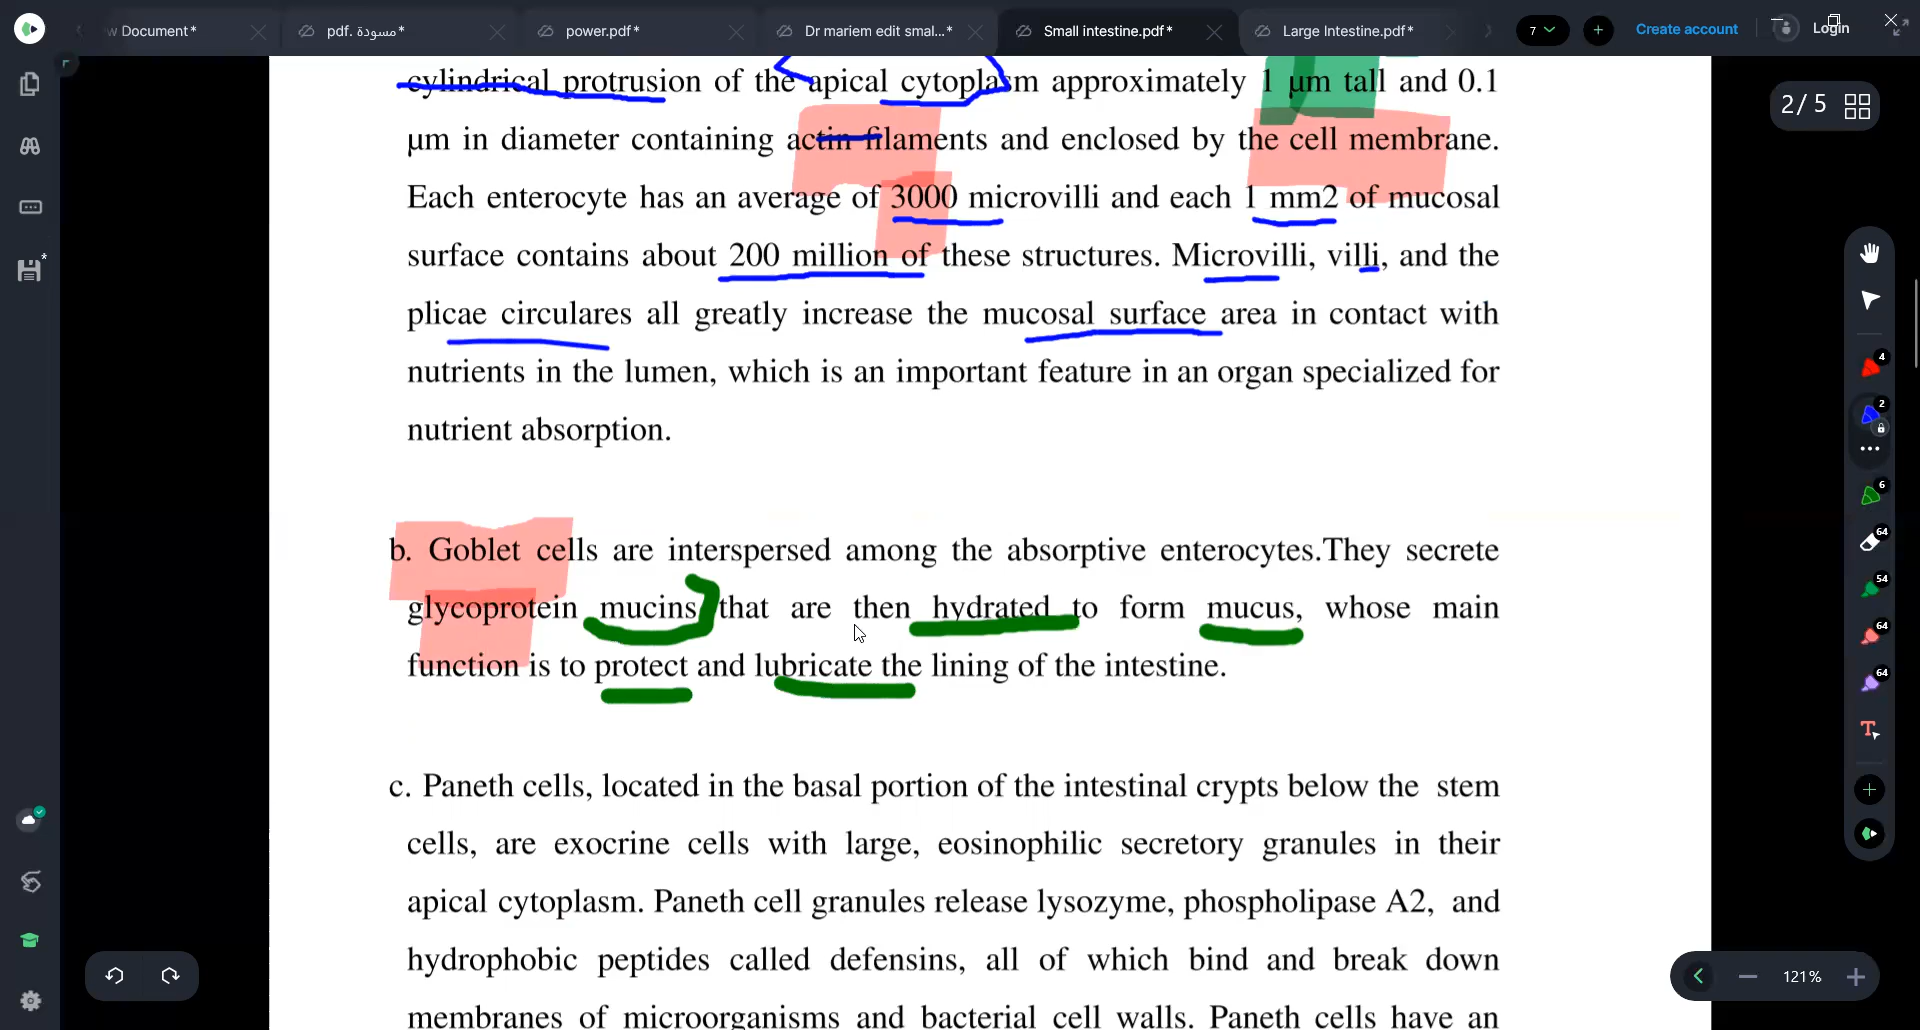 w Document*
pdf. مسودة*
power.pdf*
Dr mariem edit smal...*
Small intestine.pdf*
Large Intestine.pdf*
7
Create account
Login
2/5
cylindrical protrusion of the apical cytoplasm approximately 1 μm tall and 0.1
μm in diameter containing actin filaments and enclosed by the cell membrane.
Each enterocyte has an average of 3000 microvilli and each 1 mm2 of mucosal
surface contains about 200 million of these structures. Microvilli, villi, and the
plicae circulares all greatly increase the mucosal surface area in contact with
nutrients in the lumen, which is an important feature in an organ specialized for
nutrient absorption.
b. Goblet cells are interspersed among the absorptive enterocytes.They secrete
glycoprotein mucins that are then hydrated to form mucus, whose main
function is to protect and lubricate the lining of the intestine.
c. Paneth cells, located in the basal portion of the intestinal crypts below the stem
cells, are exocrine cells with large, eosinophilic secretory granules in their
apical cytoplasm. Paneth cell granules release lysozyme, phospholipase A2, and
hydrophobic peptides called defensins, all of which bind and break down
membranes of microorganisms and bacterial cell walls. Paneth cells have an
4
2
6
64
54
64
64
121%